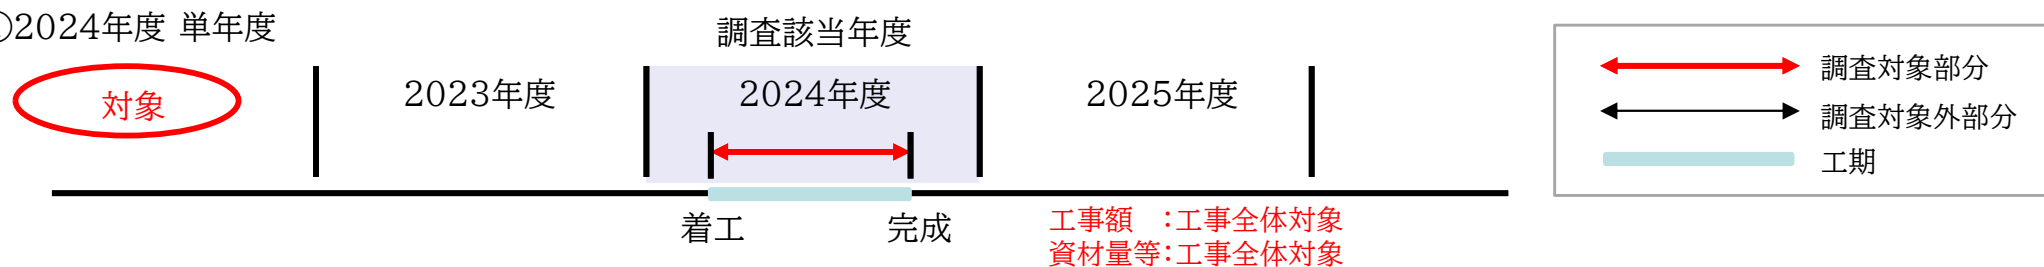 2024年度 単年度
調査該当年度
対象
2023年度
2024年度
2025年度
着工
完成
工事額 :工事全体対象
資材量等:工事全体対象
調査対象部分
調査対象外部分
工期